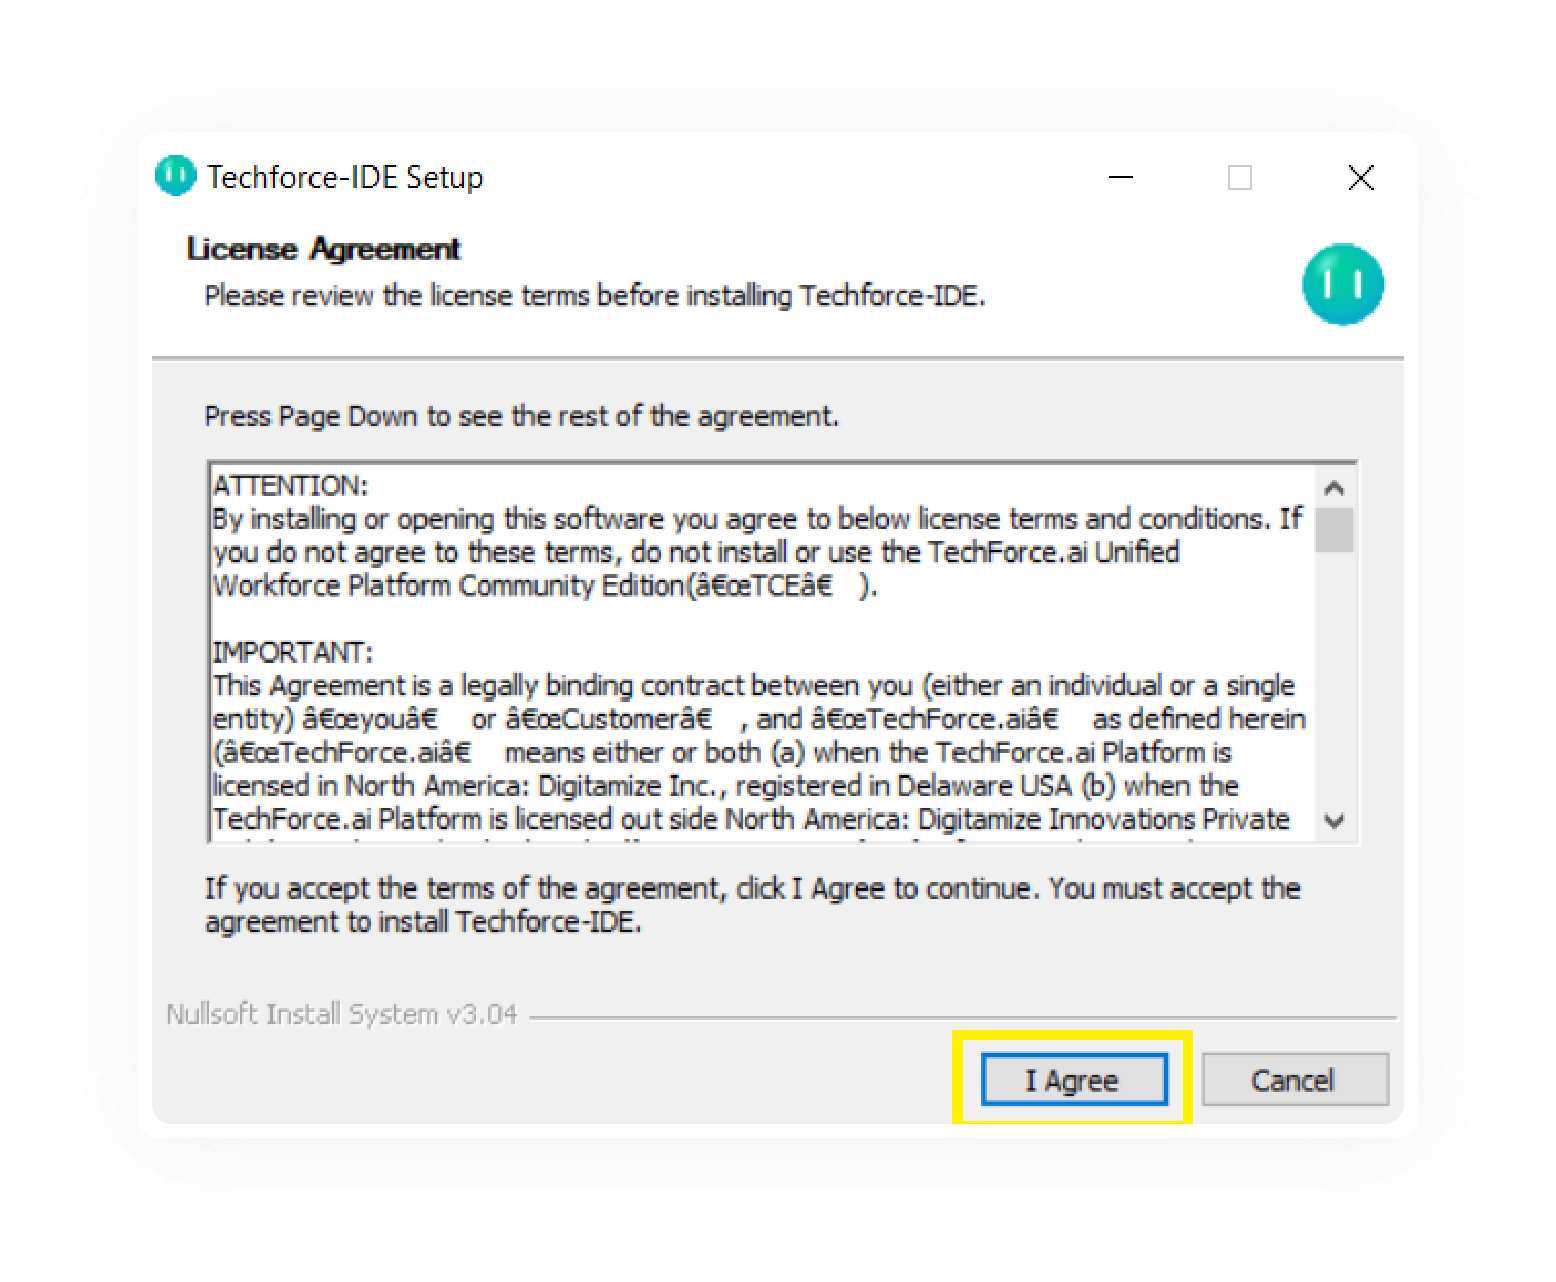 Techforce-IDE Setup
License Agreement
Please review the license terms before installing Techforce-IDE.
Press Page Down to see the rest of the agreement.
ATTENTION:
By installing or opening this software you agree to below license terms and conditions. If
you do not agree to these terms, do not install or use the TechForce.ai Unified
Workforce Platform Community Edition(â€œTCEâ€ ).
IMPORTANT:
This Agreement is a legally binding contract between you (either an individual or a single
entity) â€œyouâ€ or â€œCustomerâ€ , and â€œTechForce.aiâ€ as defined herein
(â€œTechForce.aiâ€ means either or both (a) when the TechForce.ai Platform is
licensed in North America: Digitamize Inc., registered in Delaware USA (b) when the
TechForce.ai Platform is licensed out side North America: Digitamize Innovations Private
If you accept the terms of the agreement, click I Agree to continue. You must accept the
agreement to install Techforce-IDE.
Nullsoft Install System v3.04
I Agree
Cancel